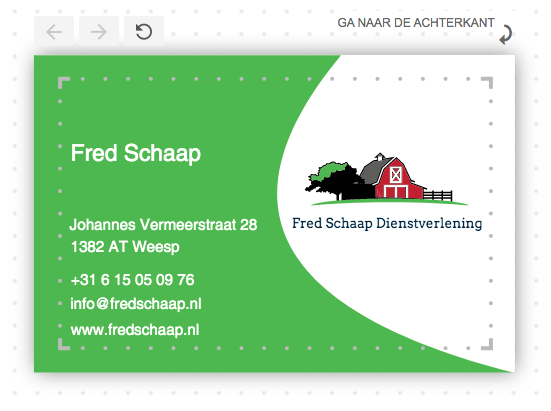 GA NAAR DE ACHTERKANT
Fred Schaap
Johannes Vermeerstraat 28
1382 AT Weesp
+31 6 15 05 09 76
info@fredschaap.nl
www.fredschaap.nl
Fred Schaap Dienstverlening